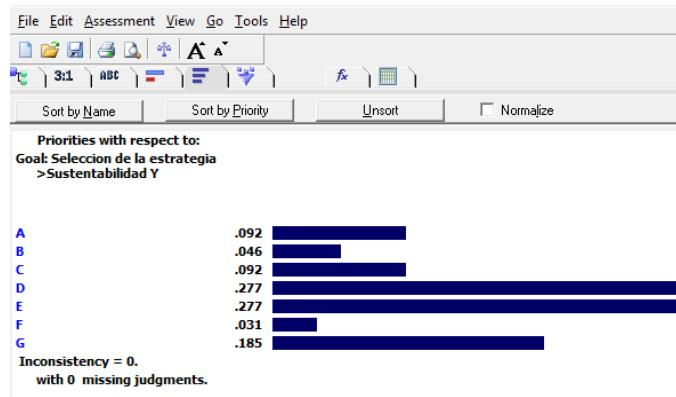 File Edit Assessment View Go Tools Help
A A
3:1 ABC fx
Sort by Name Sort by Priority Unsort Normalize
Priorities with respect to:
Goal: Seleccion de la estrategia
>Sustentabilidad Y
A .092
B .046
C .092
D .277
E .277
F .031
G .185
Inconsistency = 0.
with 0 missing judgments.